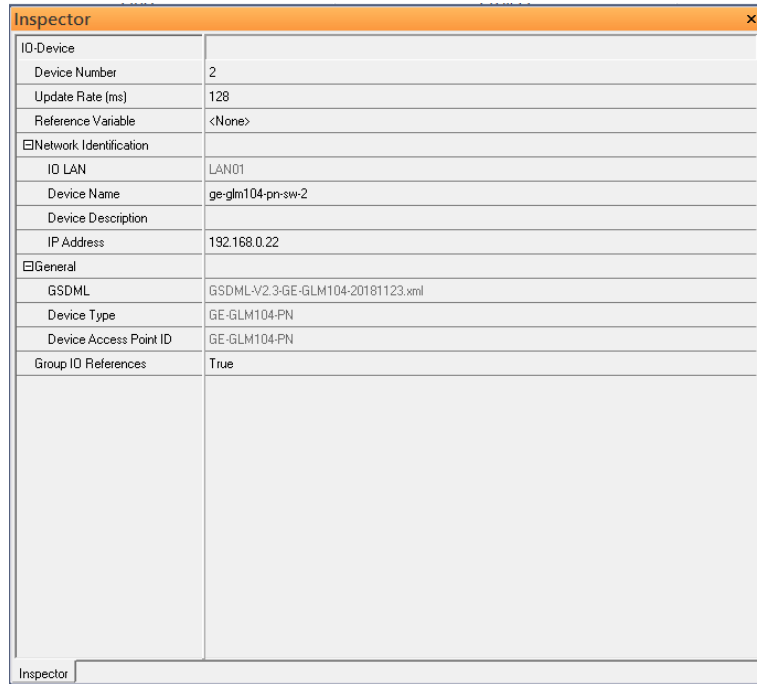 Inspector ×
IO-Device
Device Number 2
Update Rate (ms) 128
Reference Variable <None>
Network Identification
IO LAN LAN01
Device Name ge-glm104-pn-sw-2
Device Description
IP Address 192.168.0.22
General
GSDML GSDML-V2.3-GE-GLM104-20181123.xml
Device Type GE-GLM104-PN
Device Access Point ID GE-GLM104-PN
Group IO References True
Inspector